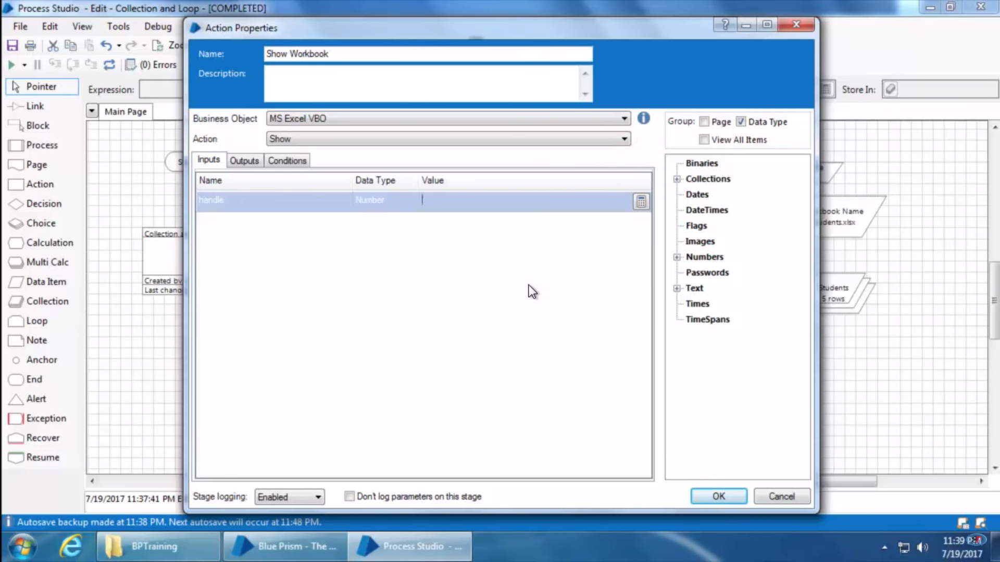 Process Studio - Edit - Collection and Loop - [COMPLETED]
File Edit View Tools Debug
Action Properties
(0) Errors
Name: Show Workbook
Description:
Pointer
Link
Block
Process
Page
Action
Decision
Choice
Calculation
Multi Calc
Data Item
Collection
Loop
Note
Anchor
End
Alert
Exception
Recover
Resume
Expression:
Store In:
Main Page
Business Object MS Excel VBO
Action Show
Group: Page Data Type
View All Items
Inputs Outputs Conditions
Name Data Type Value
handle Number
Binaries
Collections
Dates
DateTimes
Flags
Images
Numbers
Passwords
Text
Times
TimeSpans
Collection
Created by
Last chang
book Name
dents.xlsx
Students
5 rows
Stage logging: Enabled Don't log parameters on this stage
OK Cancel
7/19/2017 11:37:41 PM E
Autosave backup made at 11:38 PM. Next autosave will occur at 11:48 PM.
BPTraining
Blue Prism - The ...
Process Studio - ...
11:39 PM
7/19/2017